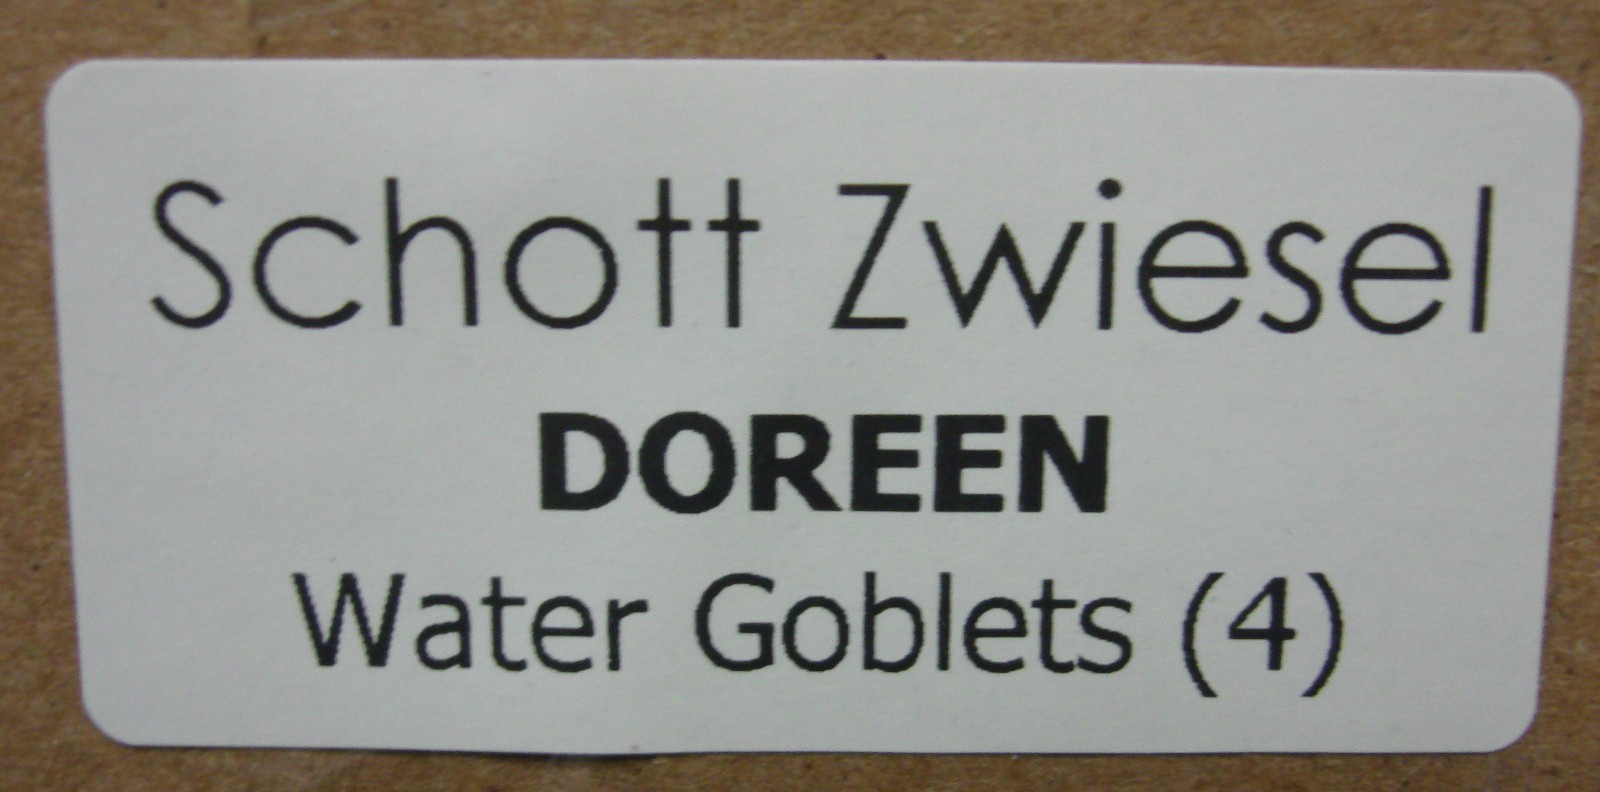 Schott Zwiesel
DOREEN
Water Goblets (4)